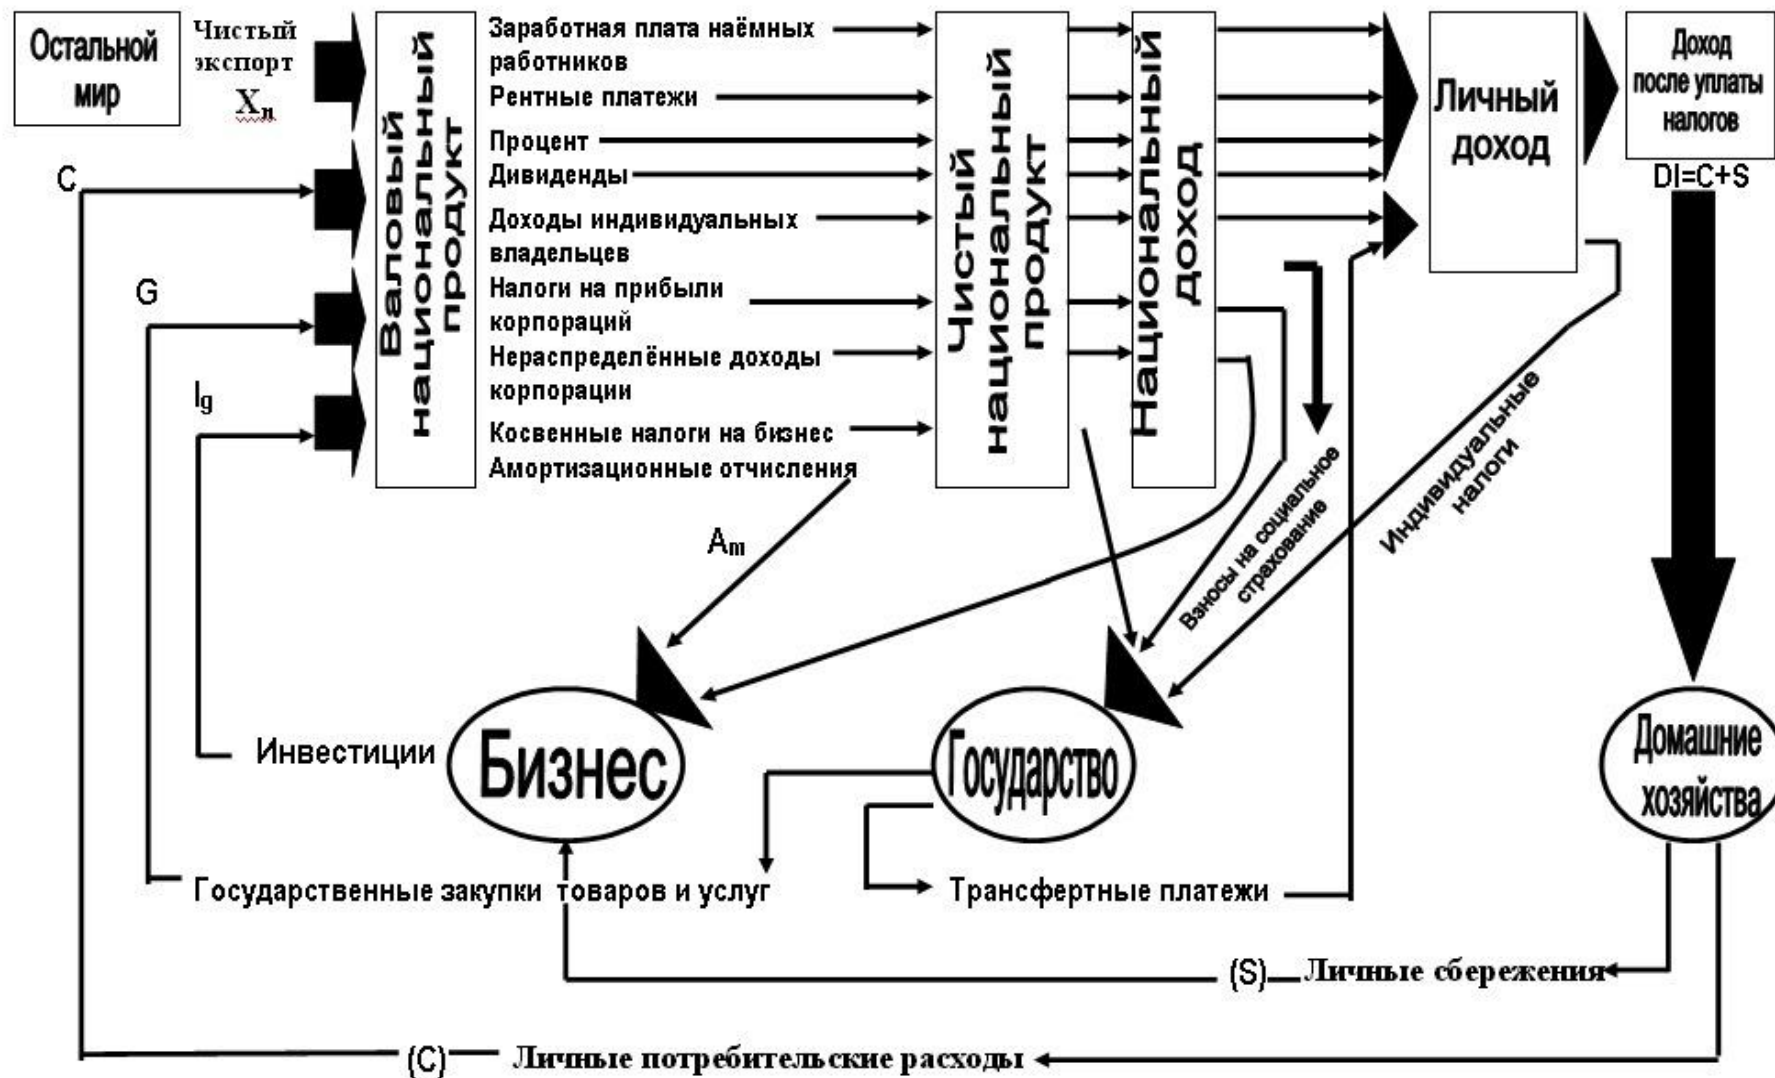 Остальной
мир
Чистый
экспорт
Xn
Валовый
национальный
продукт
Заработная плата наёмных
работников
Рентные платежи
Процент
Дивиденды
Доходы индивидуальных
владельцев
Налоги на прибыли
корпораций
Нераспределённые доходы
корпорации
Косвенные налоги на бизнес
Амортизационные отчисления
Чистый
национальный
продукт
Национальный
доход
Личный
доход
Доход
после уплаты
налогов
DI=C+S
C
G
Ig
Am
Взносы на социальное
страхование
Индивидуальные
налоги
Инвестиции
Бизнес
Государство
Домашние
хозяйства
Государственные закупки товаров и услуг
Трансфертные платежи
(S) Личные сбережения
(C) Личные потребительские расходы